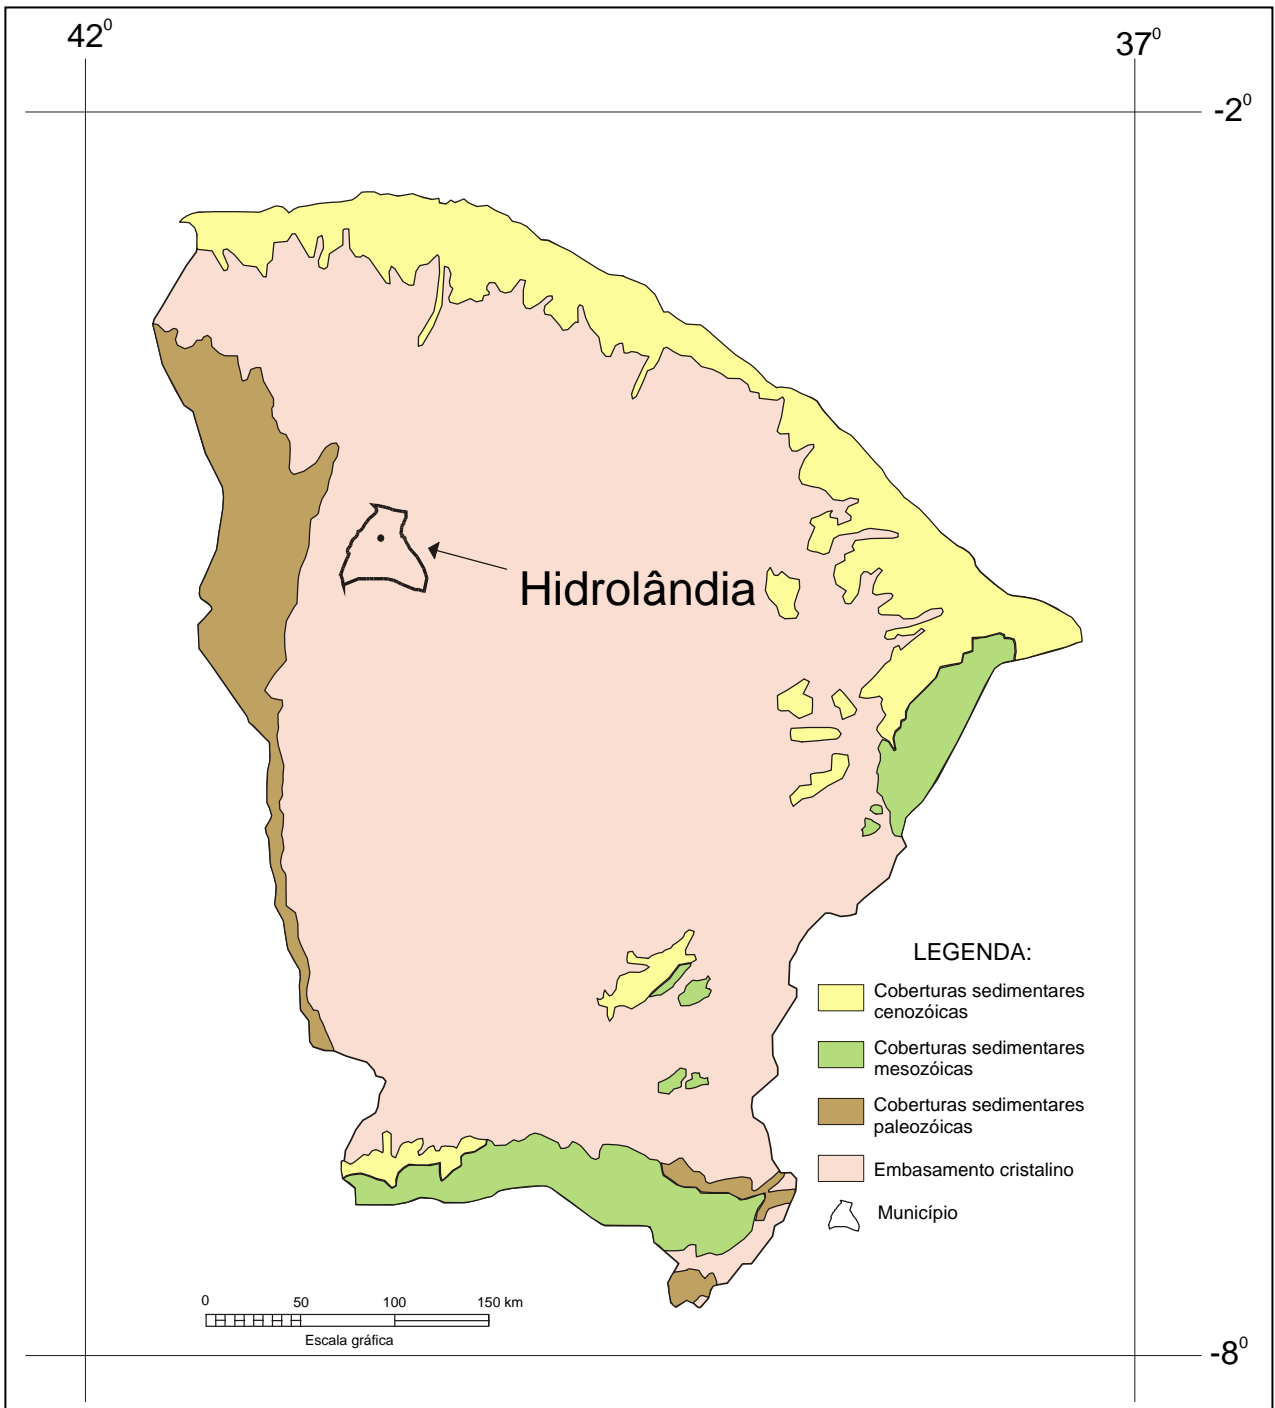 42⁰
37⁰
-2⁰
Hidrolândia
LEGENDA:
Coberturas sedimentares
cenozóicas
Coberturas sedimentares
mesozóicas
Coberturas sedimentares
paleozóicas
Embasamento cristalino
Município
0 50 100 150 km
Escala gráfica
-8⁰